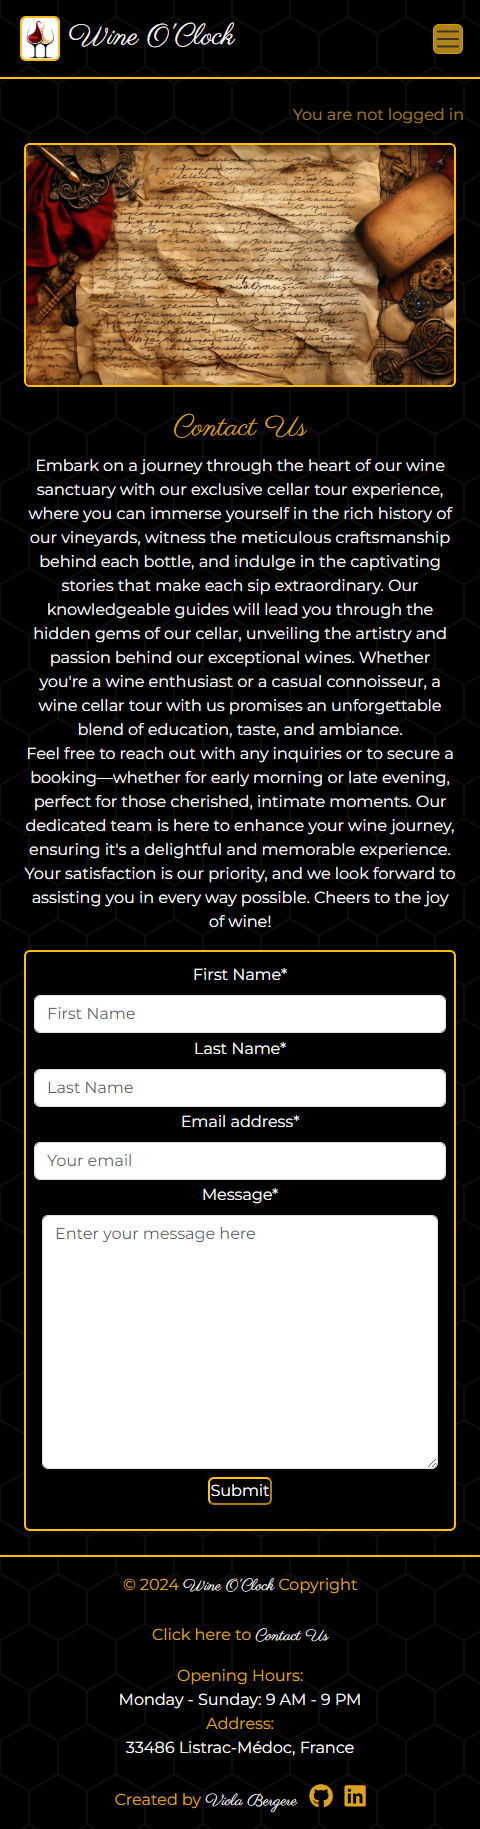 Wine O'Clock
You are not logged in
Contact Us
Embark on a journey through the heart of our wine
sanctuary with our exclusive cellar tour experience,
where you can immerse yourself in the rich history of
our vineyards, witness the meticulous craftsmanship
behind each bottle, and indulge in the captivating
stories that make each sip extraordinary. Our
knowledgeable guides will lead you through the
hidden gems of our cellar, unveiling the artistry and
passion behind our exceptional wines. Whether
you're a wine enthusiast or a casual connoisseur, a
wine cellar tour with us promises an unforgettable
blend of education, taste, and ambiance.
Feel free to reach out with any inquiries or to secure a
booking—whether for early morning or late evening,
perfect for those cherished, intimate moments. Our
dedicated team is here to enhance your wine journey,
ensuring it's a delightful and memorable experience.
Your satisfaction is our priority, and we look forward to
assisting you in every way possible. Cheers to the joy
of wine!
First Name*
First Name
Last Name*
Last Name
Email address*
Your email
Message*
Enter your message here
Submit
© 2024 Wine O'Clock Copyright
Click here to Contact Us
Opening Hours:
Monday - Sunday: 9 AM - 9 PM
Address:
33486 Listrac-Médoc, France
Created by Viola Bergere